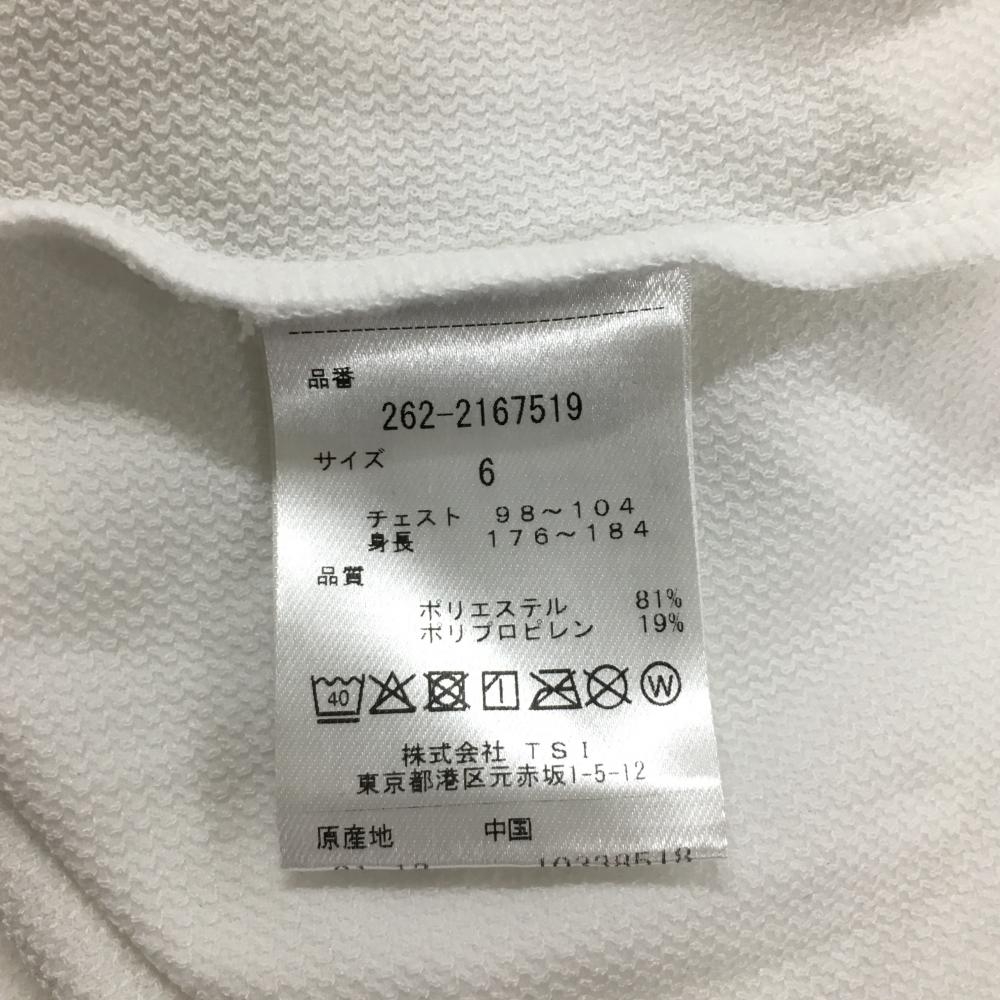 品番
262-2167519
サイズ
6
チェスト 98～104
身長 176～184
品質
ポリエステル 81%
ポリプロピレン 19%
40 W
株式会社 TSI
東京都港区元赤坂1-5-12
原産地 中国